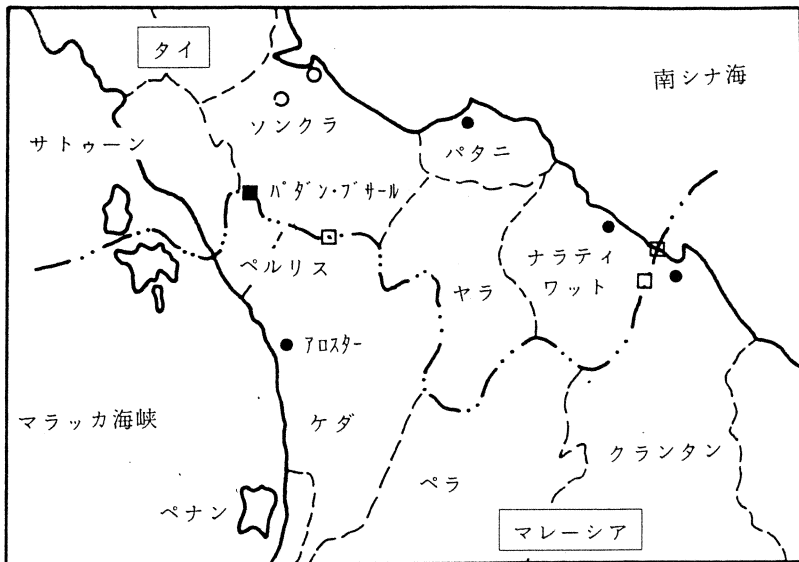 タイ
南シナ海
サトゥーン
ソンクラ
パタニ
パダン・ブサール
ペルリス
ナラティ
ワット
ヤラ
アロスター
マラッカ海峡
ケダ
クランタン
ペラ
ペナン
マレーシア